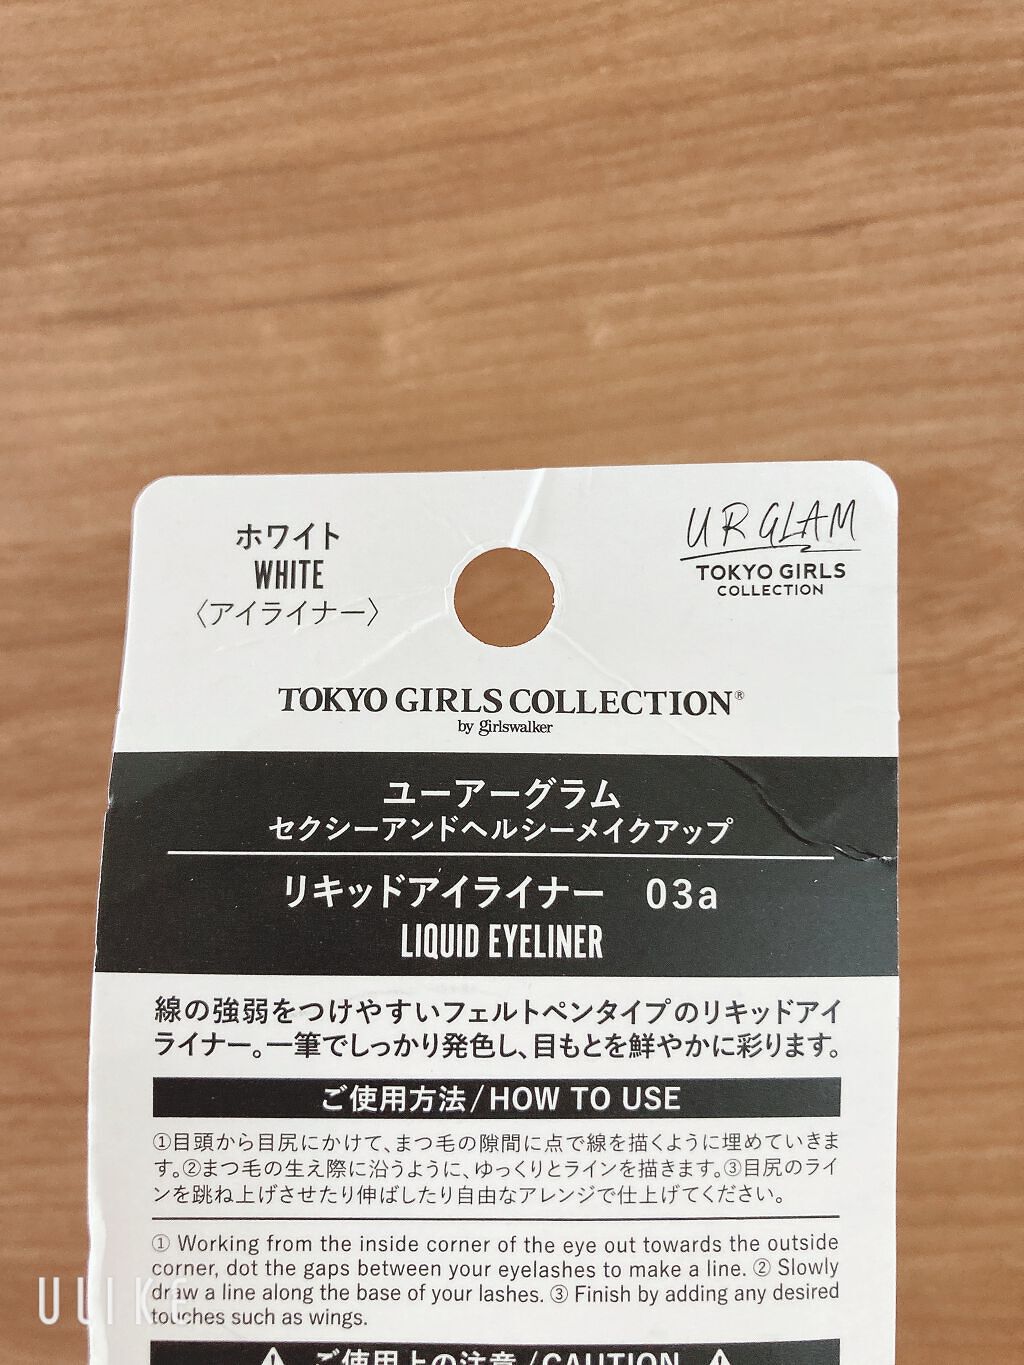 ホワイト
WHITE
〈アイライナー〉
UR GLAM
TOKYO GIRLS
COLLECTION
TOKYO GIRLS COLLECTION®
by girlswalker
ユーアーグラム
セクシーアンドヘルシーメイクアップ
リキッドアイライナー 03a
LIQUID EYELINER
線の強弱をつけやすいフェルトペンタイプのリキッドアイ
ライナー。一筆でしっかり発色し、目もとを鮮やかに彩ります。
ご使用方法/HOW TO USE
①目頭から目尻にかけて、まつ毛の隙間に点で線を描くように埋めていきま
す。②まつ毛の生え際に沿うように、ゆっくりとラインを描きます。③目尻のライ
ンを跳ね上げさせたり伸ばしたり自由なアレンジで仕上げてください。
① Working from the inside corner of the eye out towards the outside
corner, dot the gaps between your eyelashes to make a line. ② Slowly
draw a line along the base of your lashes. ③ Finish by adding any desired
touches such as wings.
⚠ ご使用上の注意/CAUTION ⚠
ULIKE